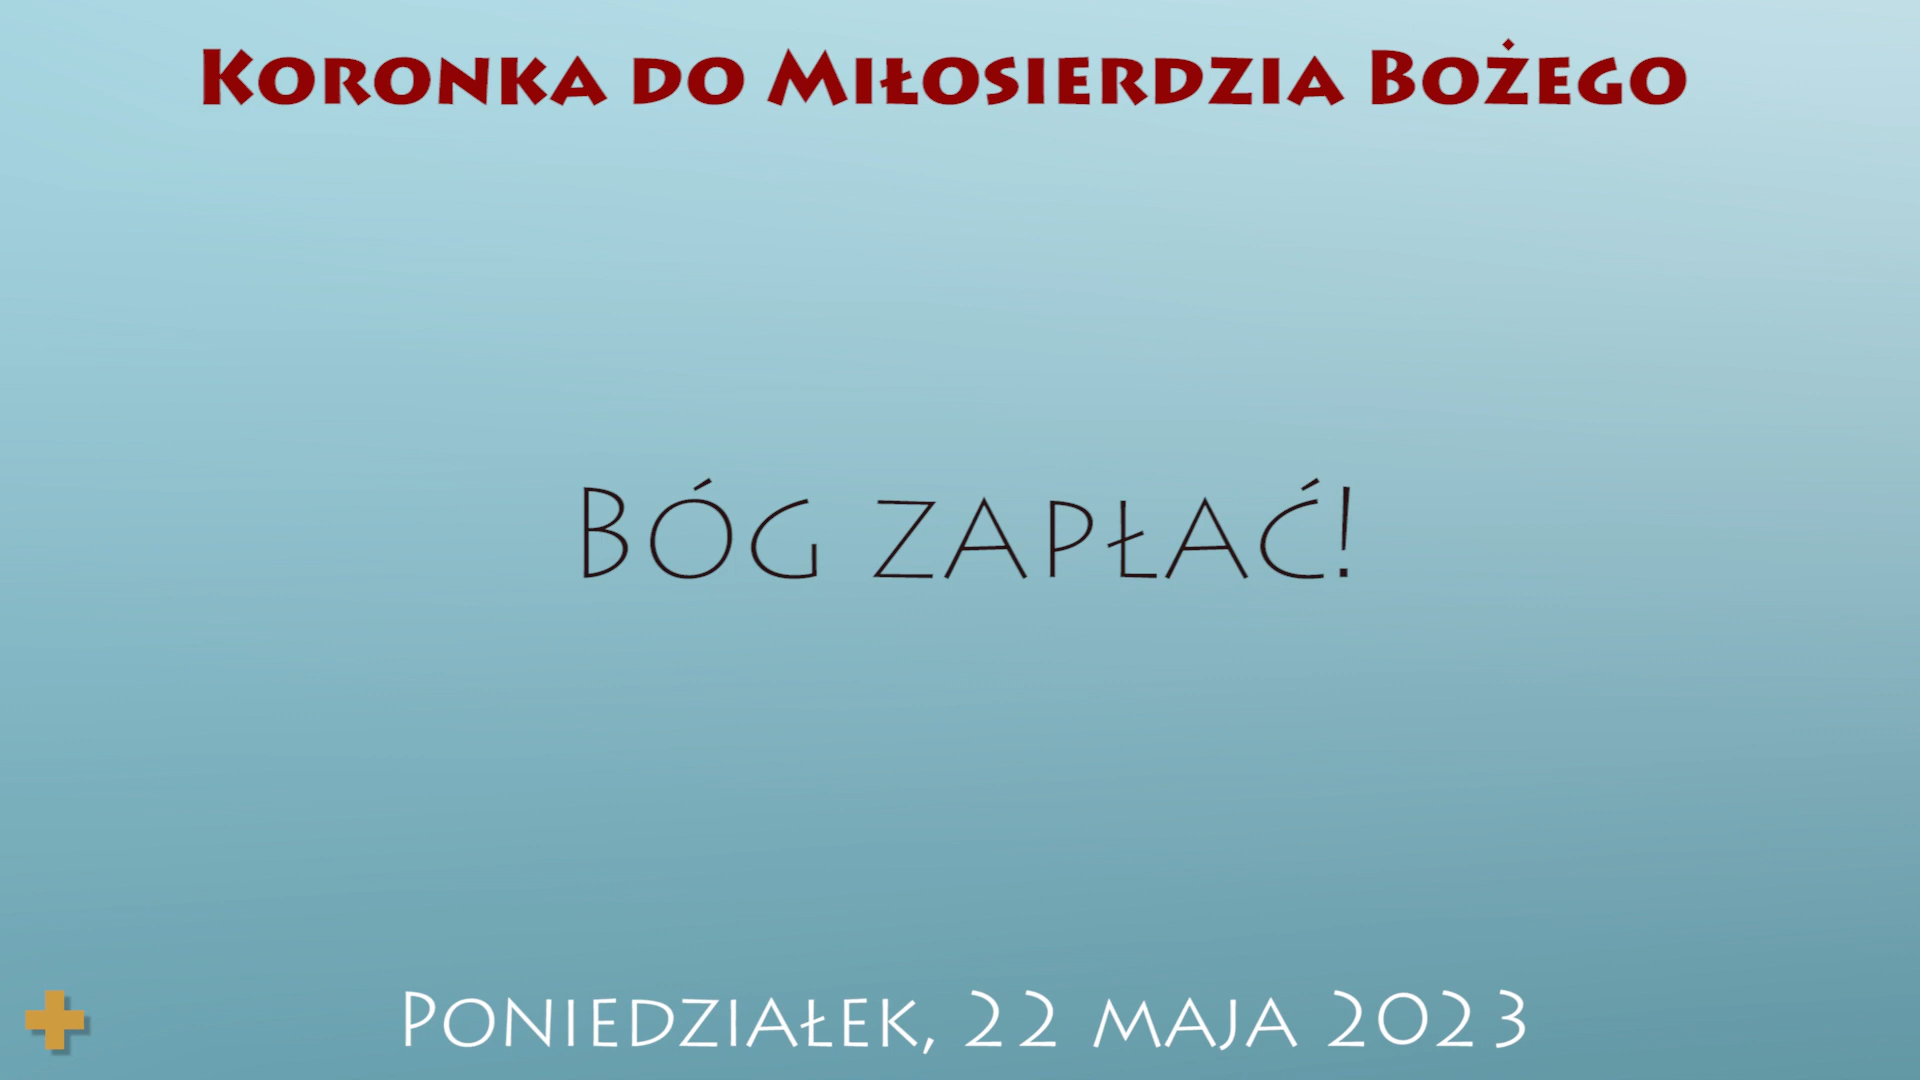 Koronka do Miłosierdzia Bożego
Bóg zapłać!
Poniedziałek, 22 maja 2023